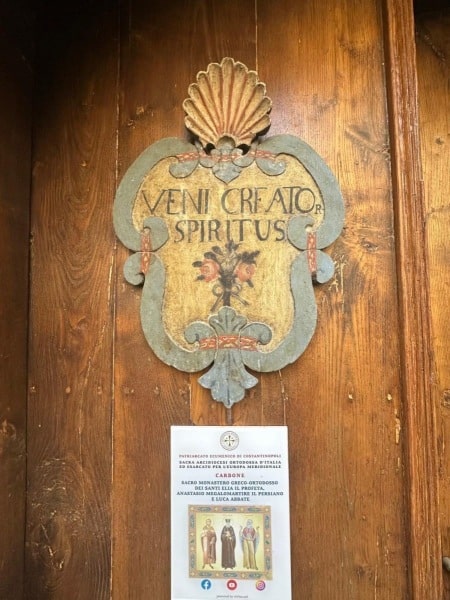 VENI CREATOR
SPIRITUS
PATRIARCATO ECUMENICO DI COSTANTINOPOLI
SACRA ARCIDIOCESI ORTODOSSA D'ITALIA
ED ESARCATO PER L'EUROPA MERIDIONALE
CARBONE
SACRO MONASTERO GRECO-ORTODOSSO
DEI SANTI ELIA IL PROFETA,
ANASTASIO MEGALOMARTIRE IL PERSIANO
E LUCA ABBATE